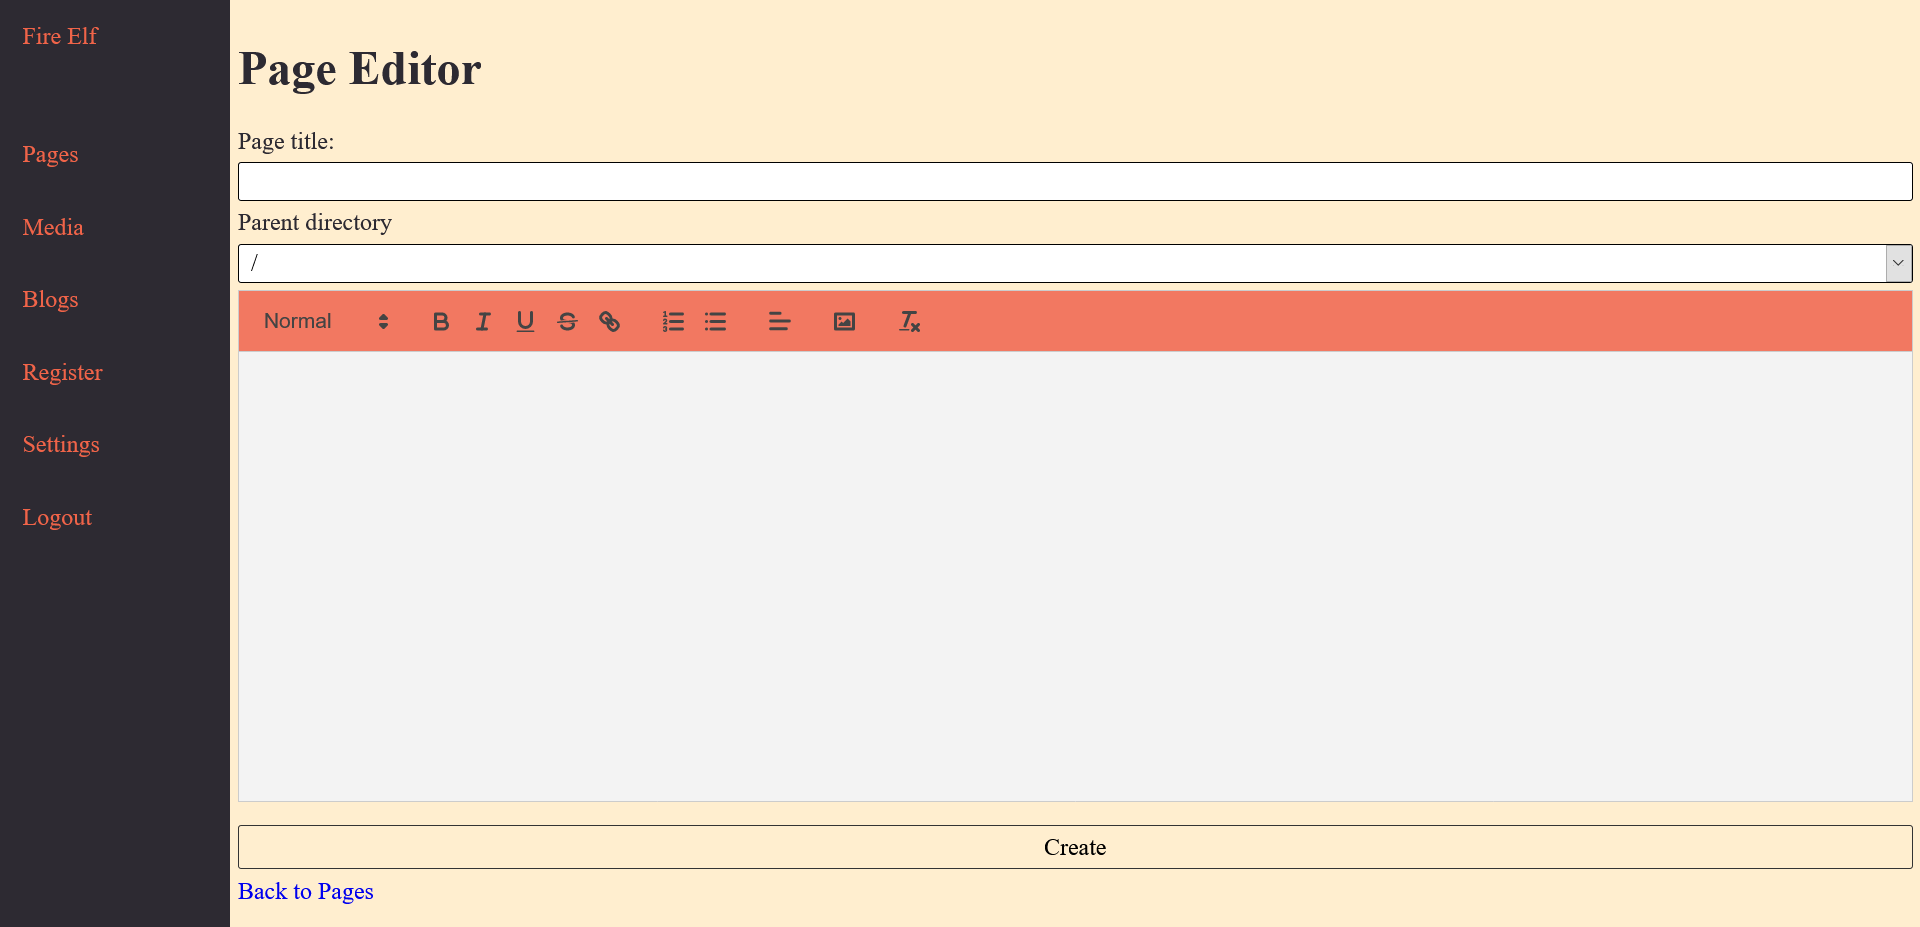 Fire Elf
Pages
Media
Blogs
Register
Settings
Logout
Page Editor
Page title:
Parent directory
/
Normal
Create
Back to Pages